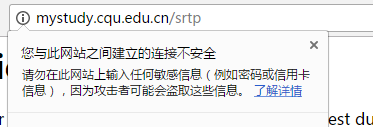 mystudy.cqu.edu.cn/srtp
您与此网站之间建立的连接不安全
请勿在此网站上输入任何敏感信息（例如密码或信用卡
信息），因为攻击者可能会盗取这些信息。 了解详情
est du